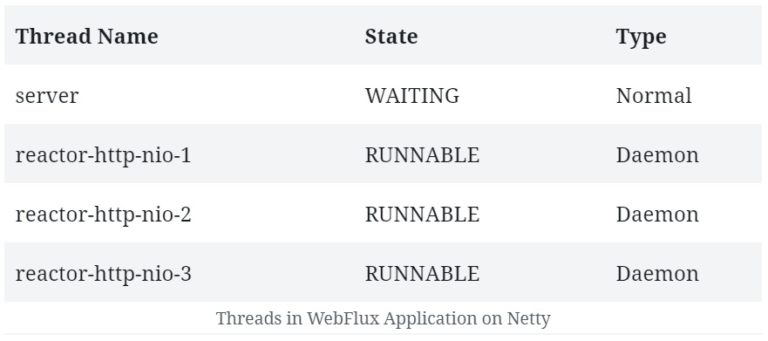 Thread Name State Type
server WAITING Normal
reactor-http-nio-1 RUNNABLE Daemon
reactor-http-nio-2 RUNNABLE Daemon
reactor-http-nio-3 RUNNABLE Daemon
Threads in WebFlux Application on Netty